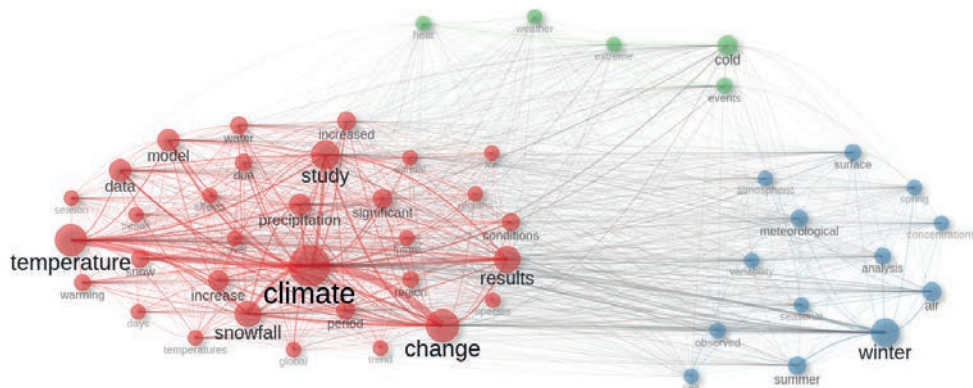 heat
weather
extreme
cold
events
water
increased
model
study
due
data
surface
atmospheric
spring
season
precipitation
significant
meteorological
concentrations
conditions
temperature
snow
climate
results
variability
analysis
warming
increase
region
snowfall
period
species
seasonal
air
days
change
observed
winter
temperatures
global
trend
summer